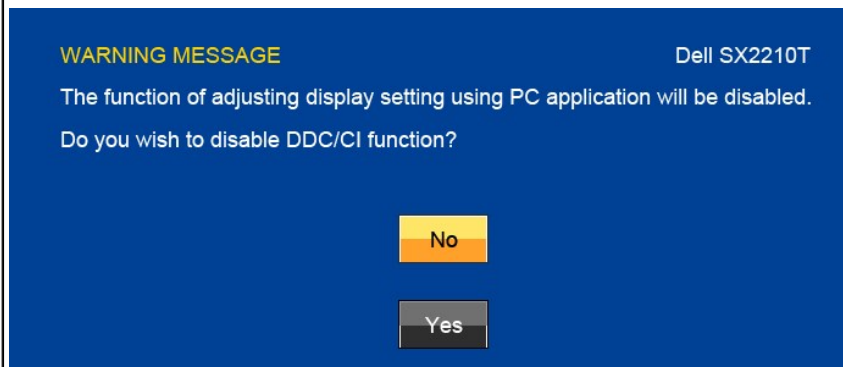 WARNING MESSAGE Dell SX2210T
The function of adjusting display setting using PC application will be disabled.
Do you wish to disable DDC/CI function?
No
Yes